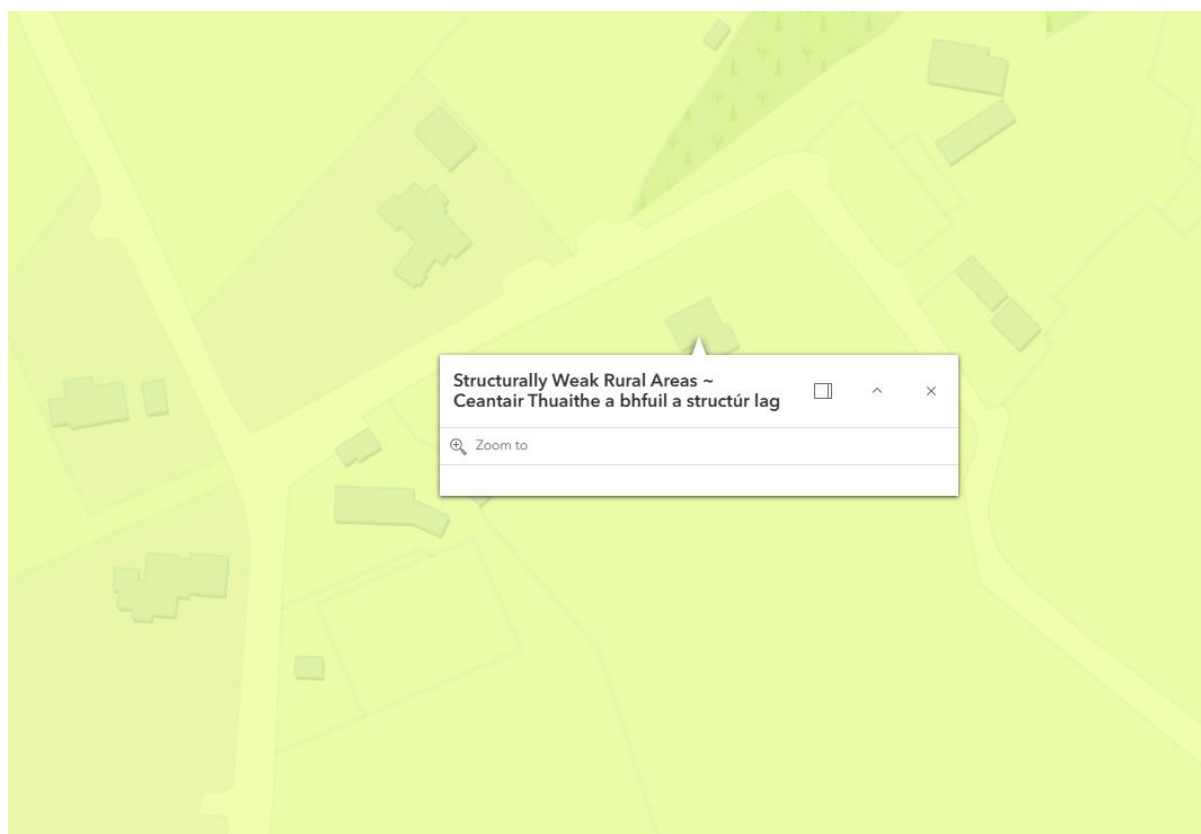 Structurally Weak Rural Areas ~
Ceantair Thuaithe a bhfuil a structúr lag
Zoom to